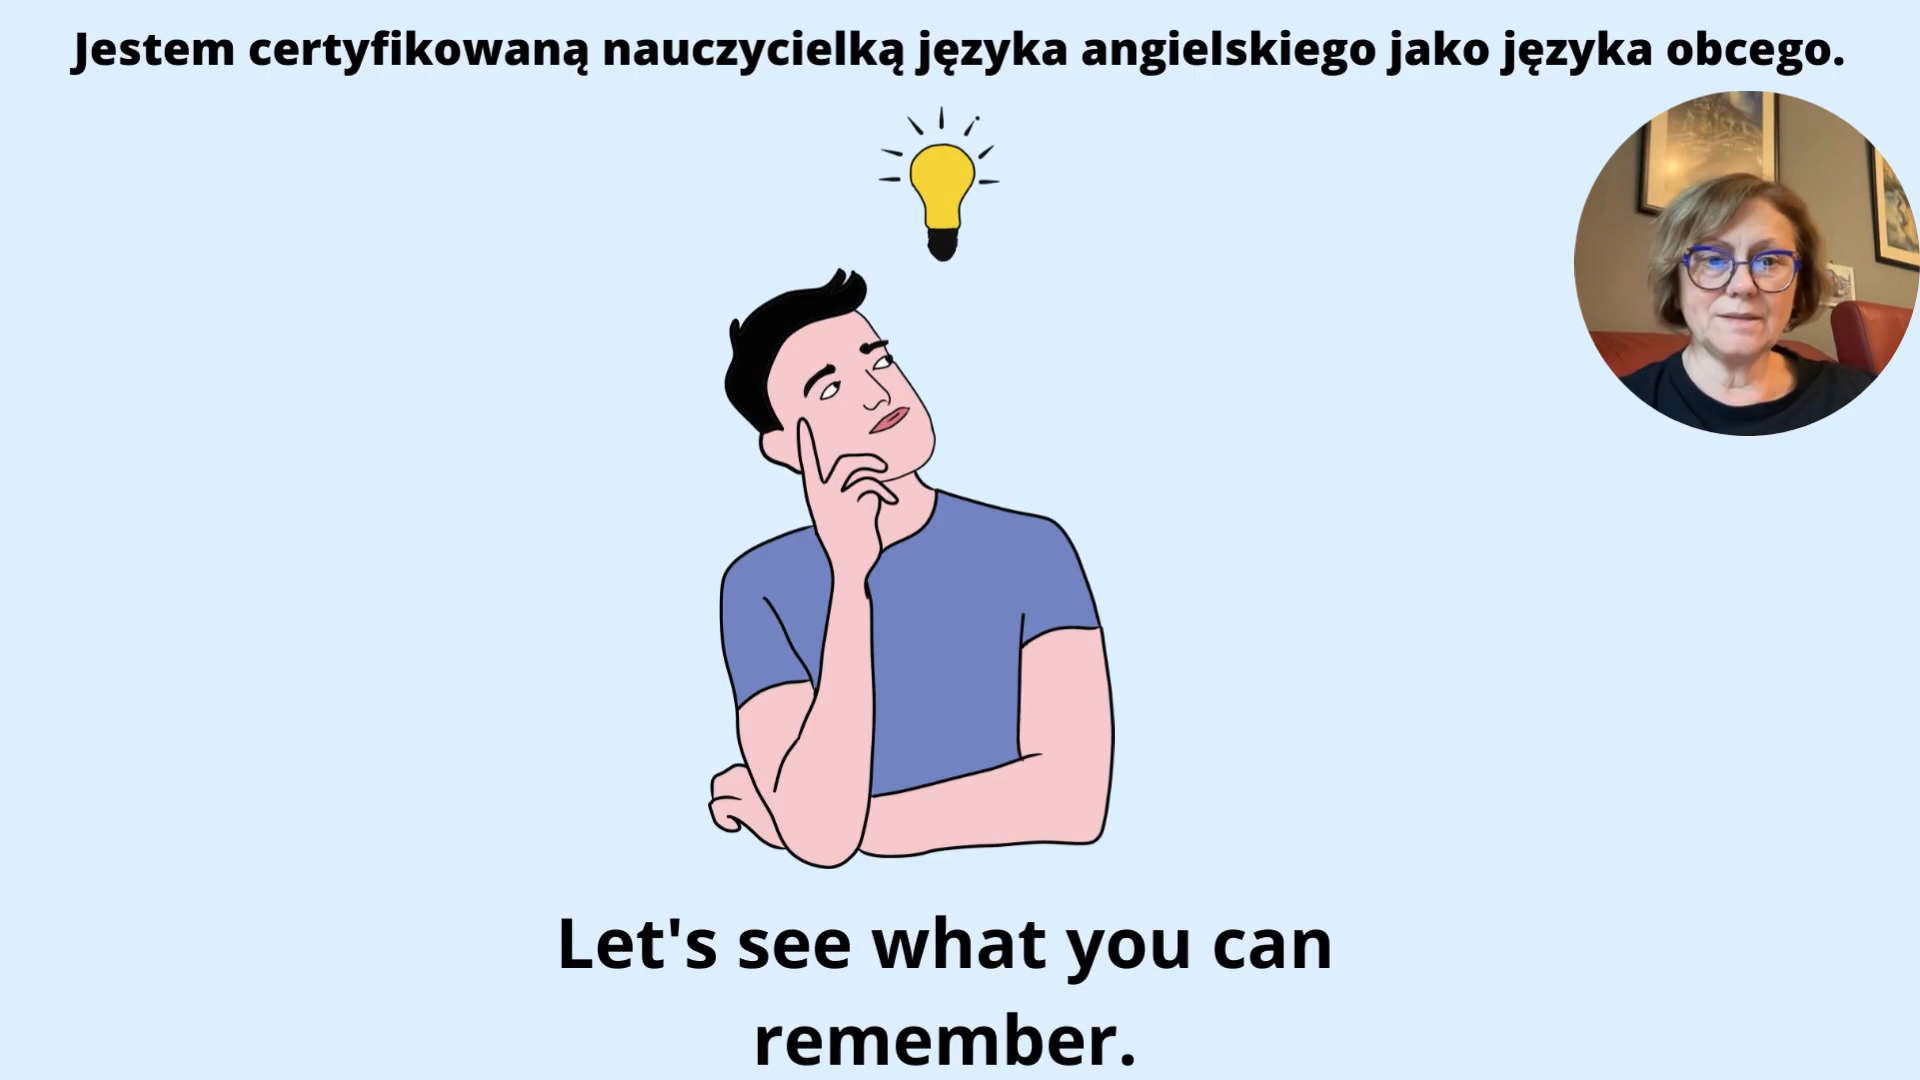 Jestem certyfikowaną nauczycielką języka angielskiego jako języka obcego.
Let's see what you can
remember.